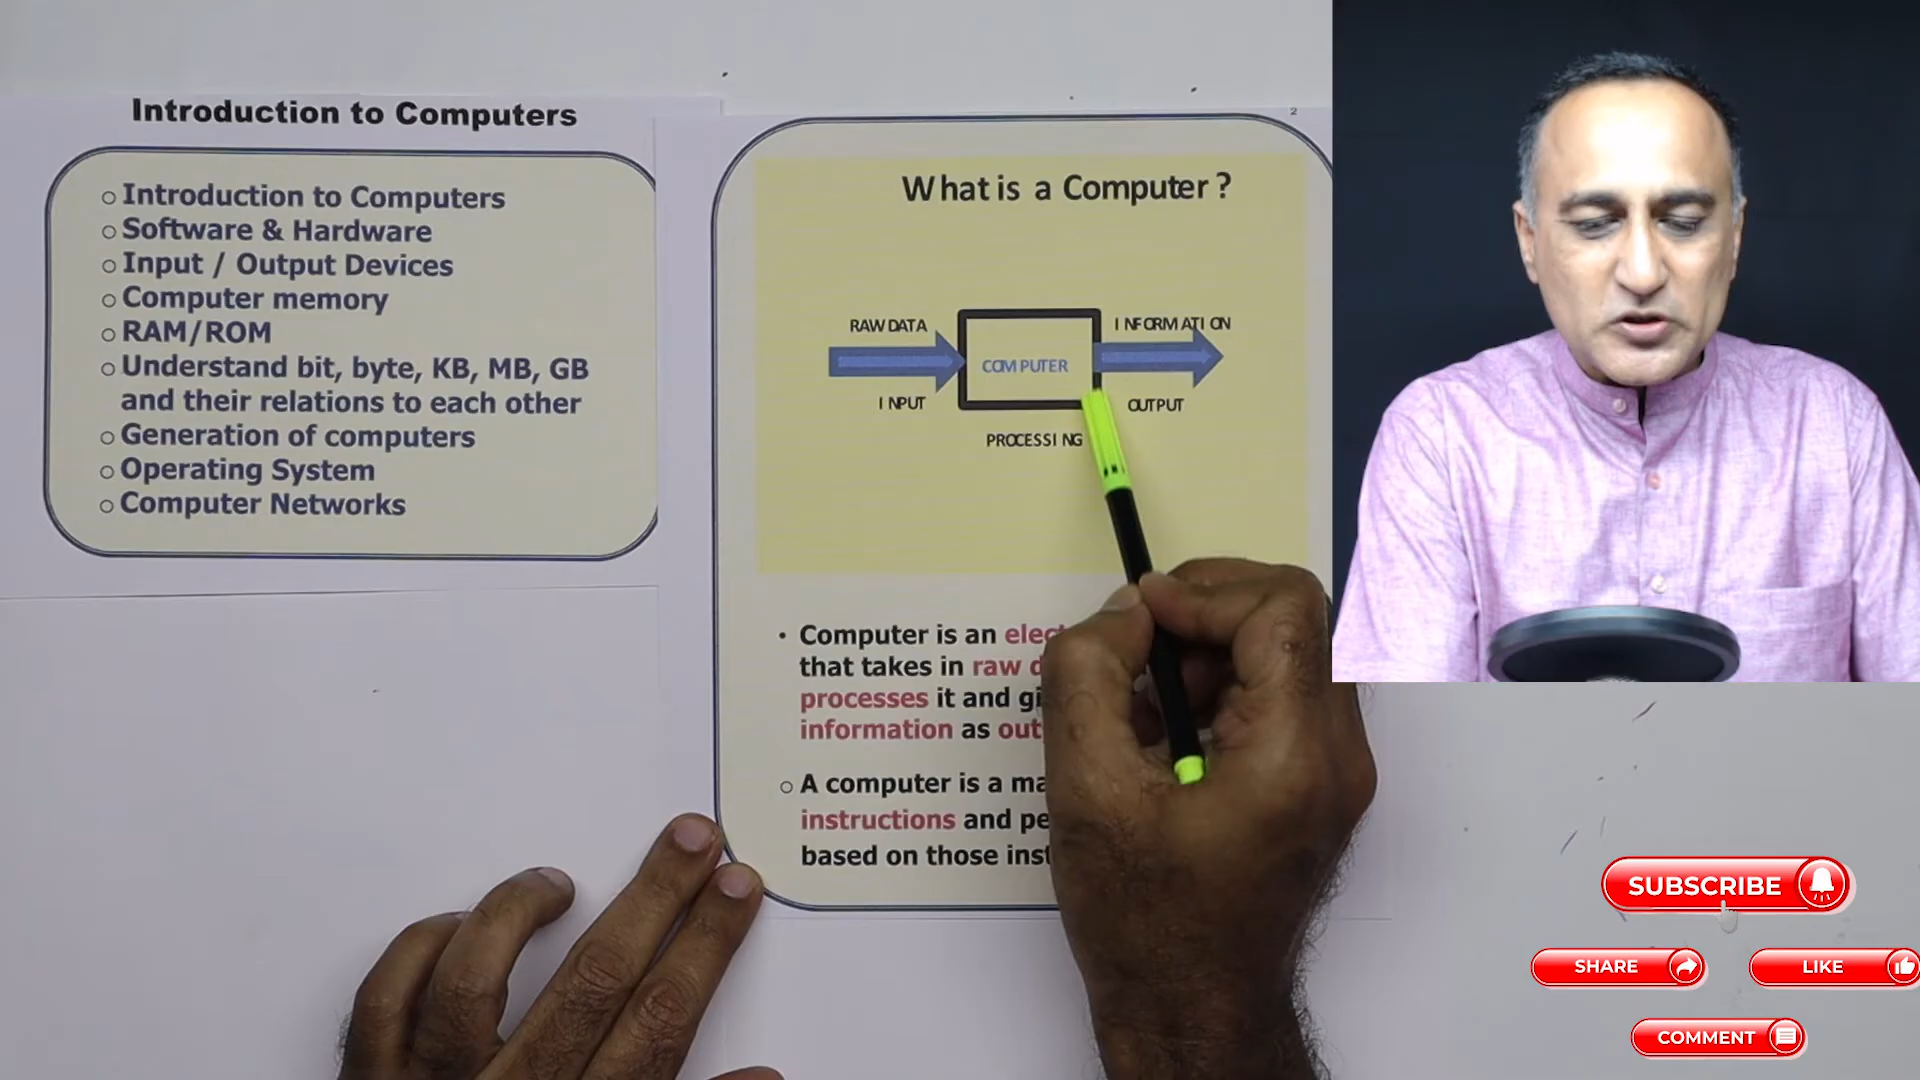 Introduction to Computers
Introduction to Computers
Software & Hardware
Input / Output Devices
Computer memory
RAM/ROM
Understand bit, byte, KB, MB, GB
and their relations to each other
Generation of computers
Operating System
Computer Networks
2
What is a Computer ?
RAW DATA
INFORMATION
COMPUTER
INPUT
OUTPUT
PROCESSING
Computer is an
that takes in raw
processes it and
information as
A computer is a
instructions and
based on those
SUBSCRIBE
SHARE
LIKE
COMMENT